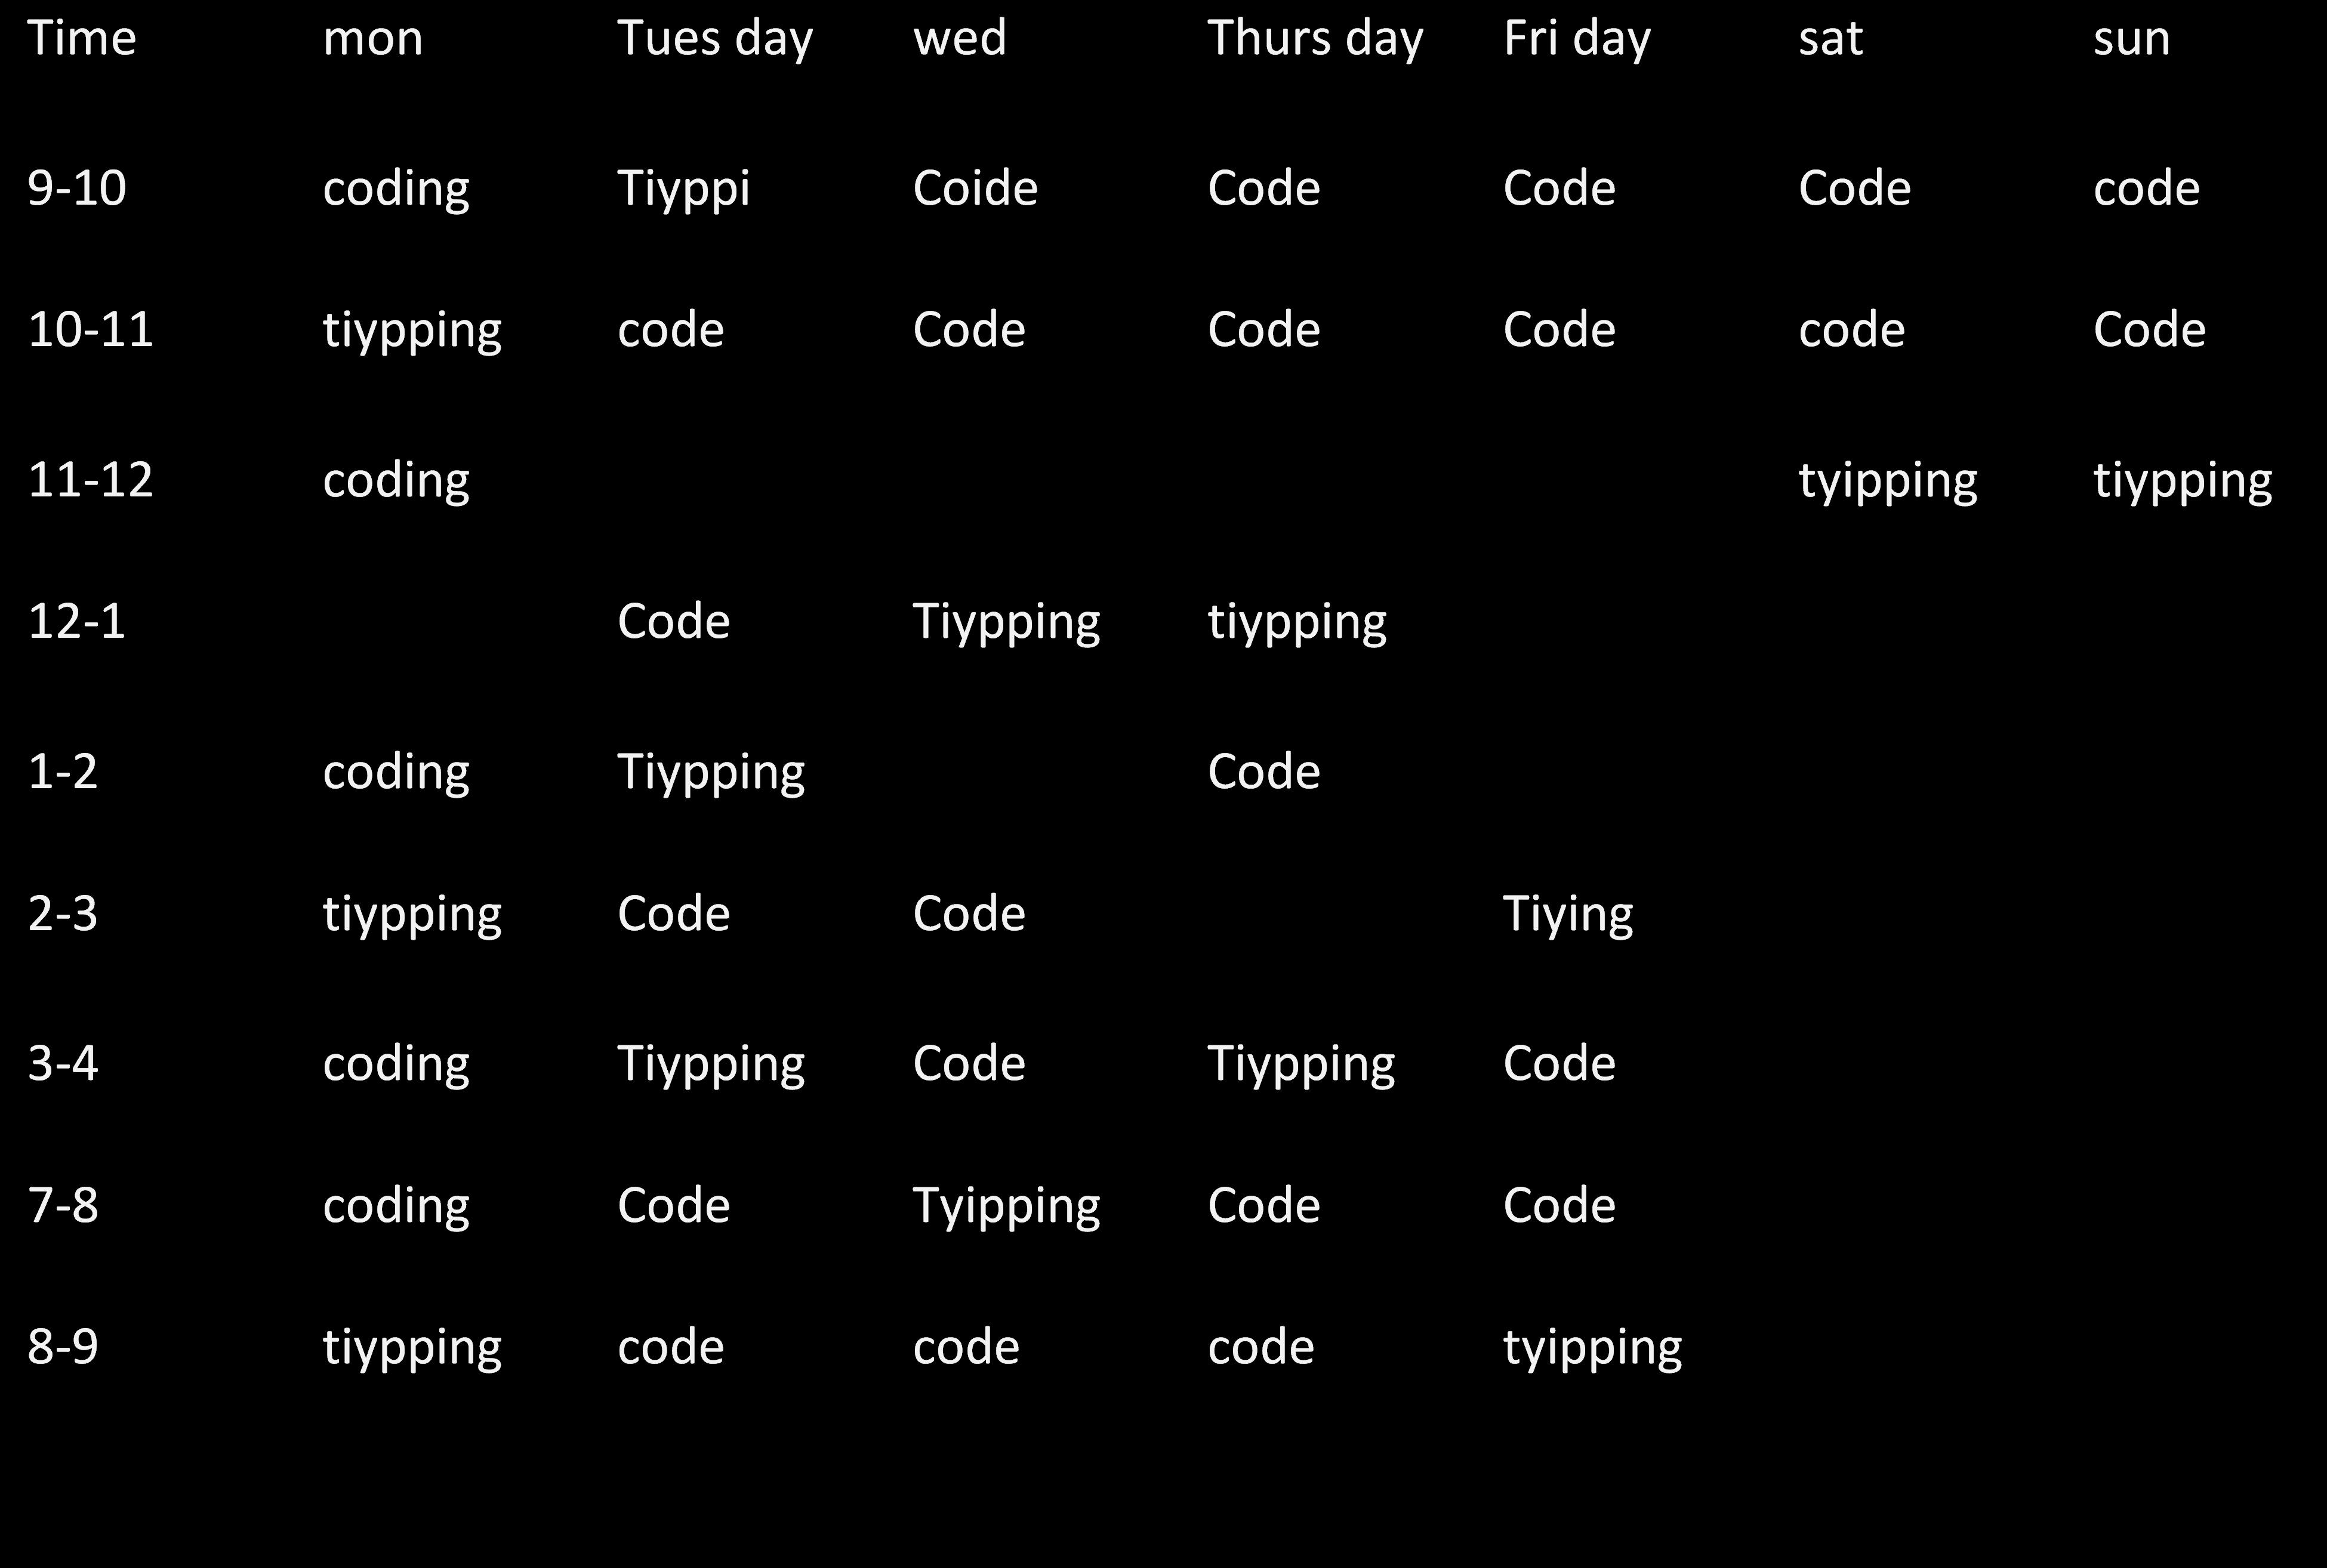 Time mon Tues day wed Thurs day Fri day sat sun
9-10 coding Tiyppi Coide Code Code Code code
10-11 tiypping code Code Code Code code Code
11-12 coding tyipping tiypping
12-1 Code Tiypping tiypping
1-2 coding Tiypping Code
2-3 tiypping Code Code Tiying
3-4 coding Tiypping Code Tiypping Code
7-8 coding Code Tyipping Code Code
8-9 tiypping code code code tyipping